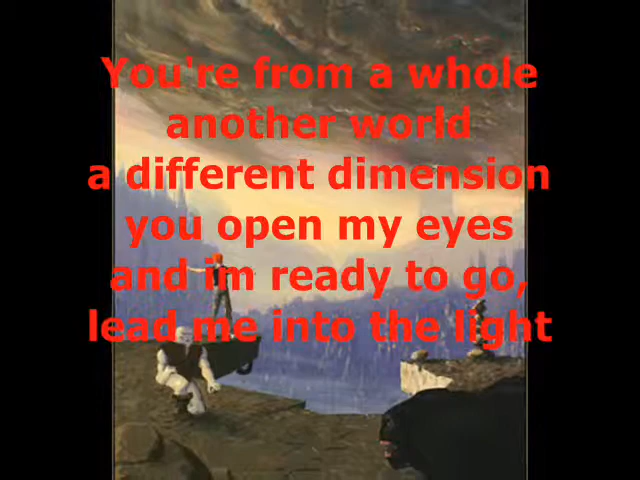 You're from a whole
another world
a different dimension
you open my eyes
and im ready to go,
lead me into the light